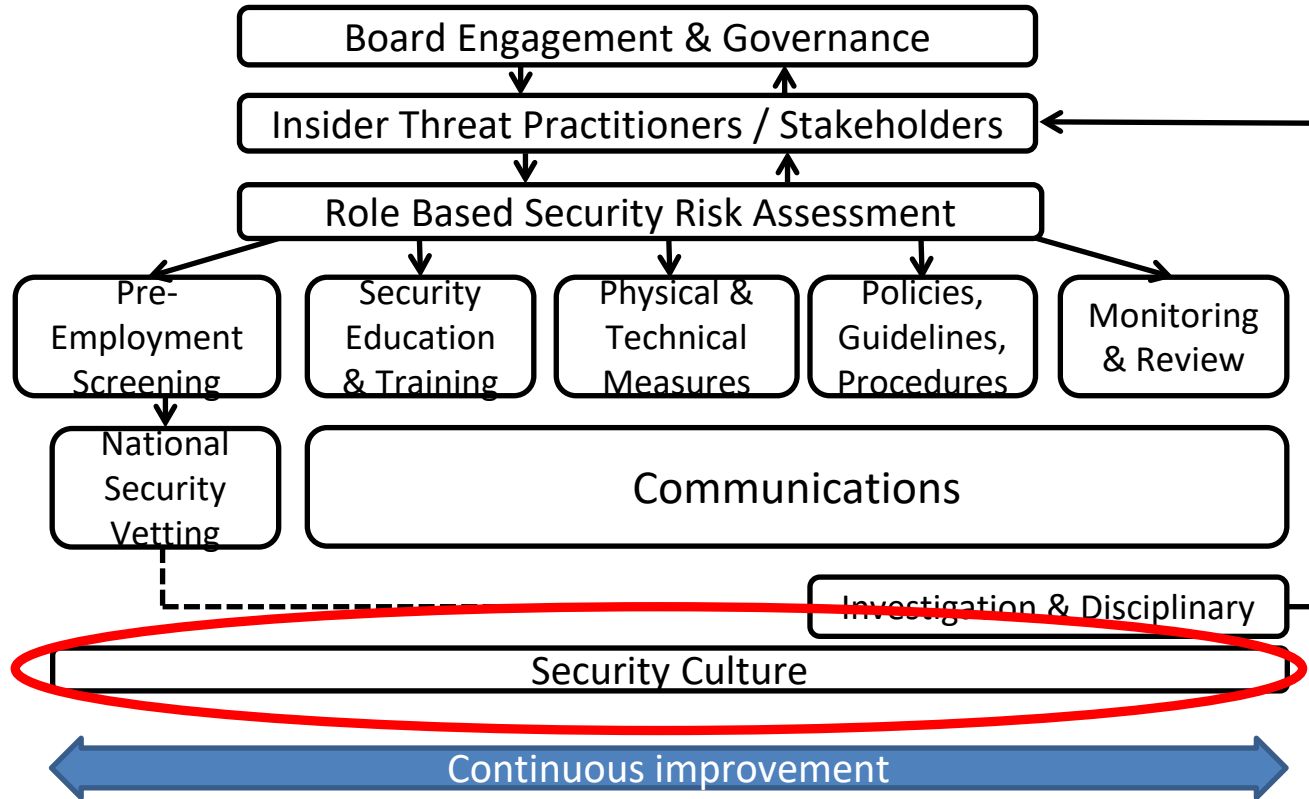 Board Engagement & Governance
Insider Threat Practitioners / Stakeholders
Role Based Security Risk Assessment
Pre-
Employment
Screening
Security
Education
& Training
Physical &
Technical
Measures
Policies,
Guidelines,
Procedures
Monitoring
& Review
National
Security
Vetting
Communications
Investigation & Disciplinary
Security Culture
Continuous improvement